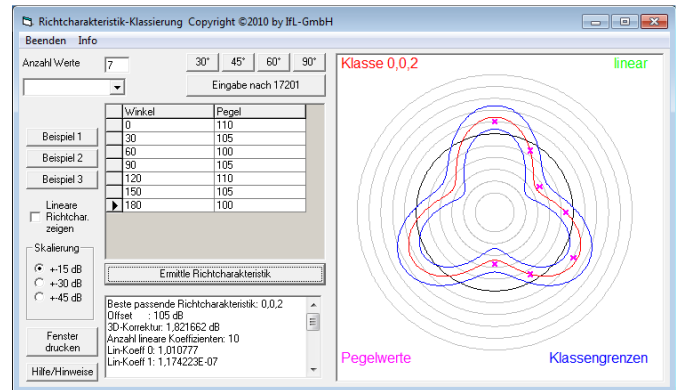 Richtcharakteristik-Klassierung Copyright ©2010 by IfL-GmbH
Beenden Info
Anzahl Werte 7 30° 45° 60° 90°
Eingabe nach 17201
Winkel Pegel
0 110
30 105
60 100
90 105
120 110
150 105
180 100
Beispiel 1
Beispiel 2
Beispiel 3
Lineare
Richtchar.
zeigen
Skalierung
+-15 dB
+-30 dB
+-45 dB
Fenster
drucken
Hilfe/Hinweise
Ermittle Richtcharakteristik
Beste passende Richtcharakteristik: 0,0,2
Offset : 105 dB
3D-Korrektur: 1,821662 dB
Anzahl lineare Koeffizienten: 10
Lin-Koeff 0: 1,010777
Lin-Koeff 1: 1,174223E-07
Klasse 0,0,2 linear
Pegelwerte Klassengrenzen